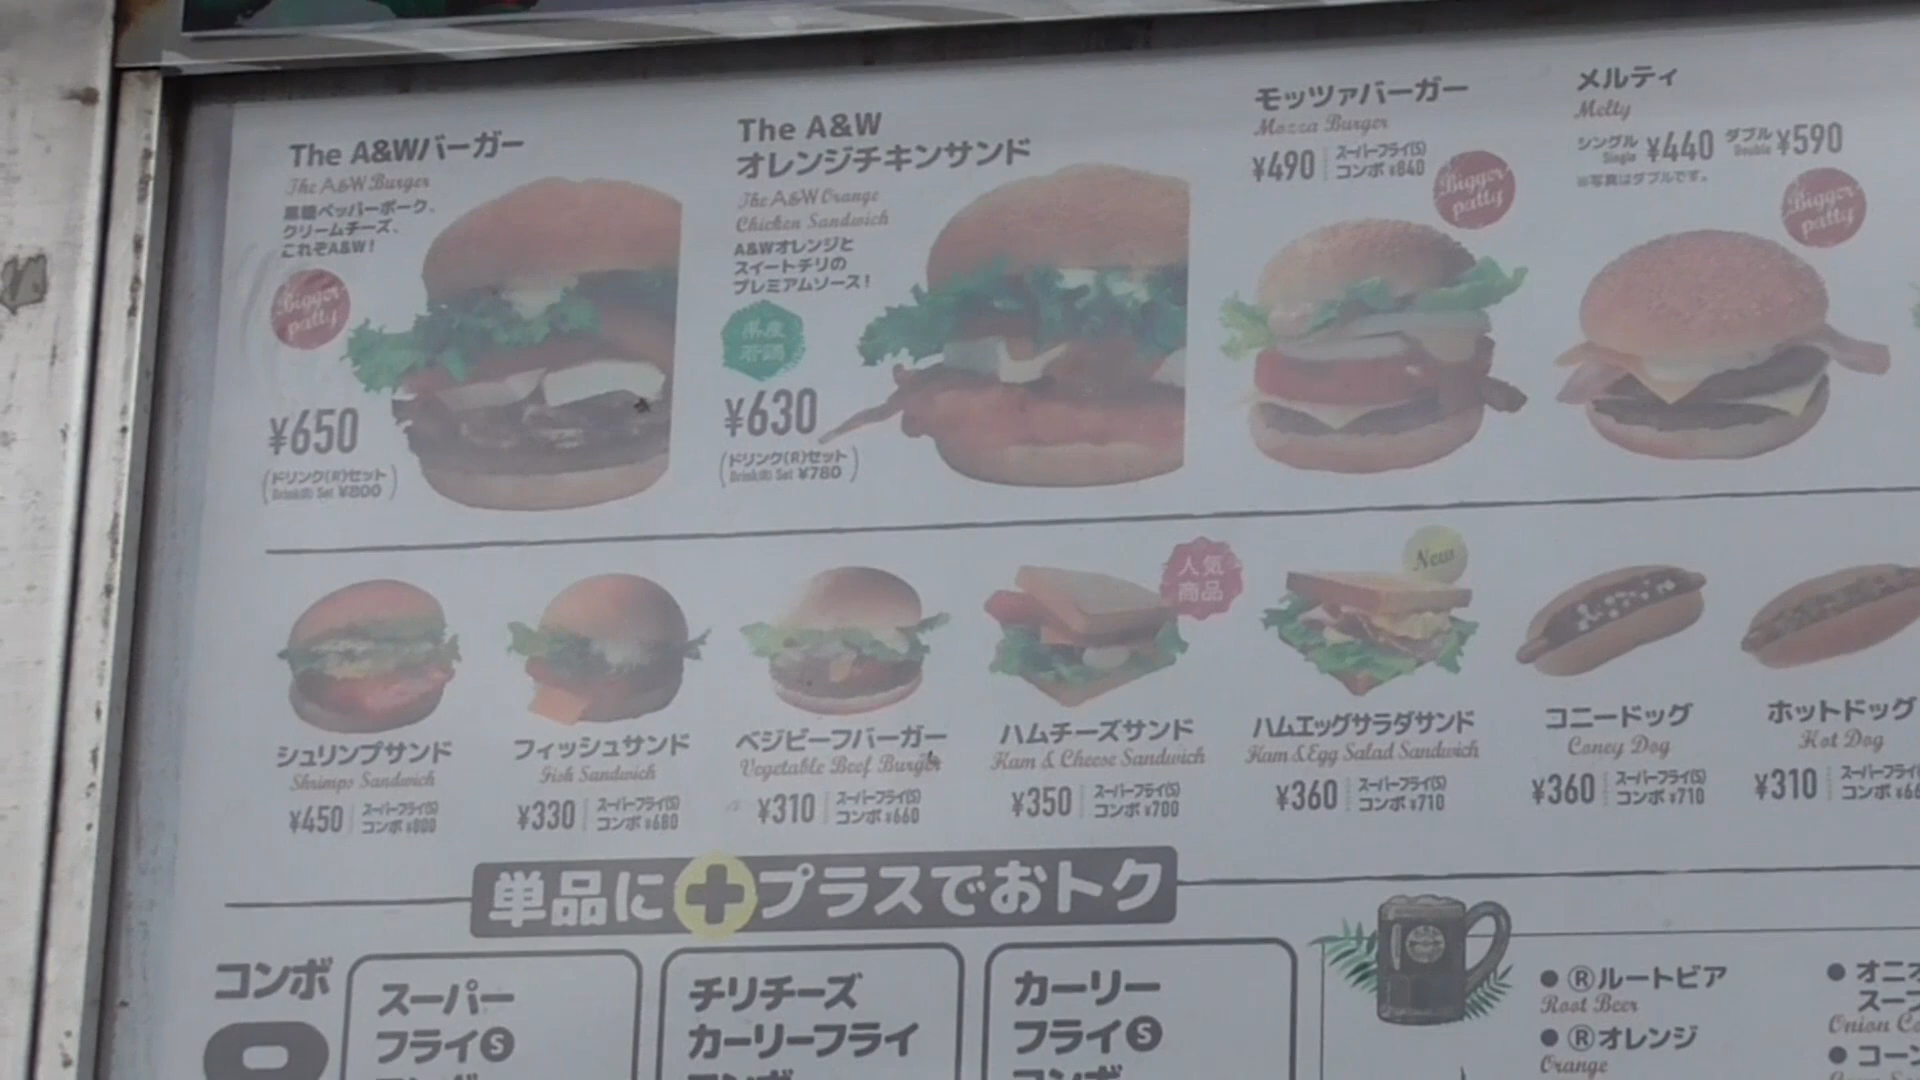 The A&Wバーガー
The A&W Burger
黒糖ペッパーポーク、
クリームチーズ、
これぞA&W!
Bigger
patty
¥650
(ドリンク(R)セット
Drink(R) Set ¥800)
The A&W
オレンジチキンサンド
The A&W Orange
Chicken Sandwich
A&Wオレンジと
スイートチリの
プレミアムソース!
県産
若鶏
¥630
(ドリンク(R)セット
Drink(R) Set ¥780)
モッツァバーガー
Mozza Burger
¥490 スーパーフライ(S)
コンボ ¥840
Bigger
patty
メルティ
Melty
シングル Single ¥440 ダブル Double ¥590
※写真はダブルです。
Bigger
patty
シュリンプサンド
Shrimps Sandwich
¥450 スーパーフライ(S)
コンボ ¥800
フィッシュサンド
Fish Sandwich
¥330 スーパーフライ(S)
コンボ ¥680
ベジビーフバーガー
Vegetable Beef Burger
¥310 スーパーフライ(S)
コンボ ¥660
人気
商品
ハムチーズサンド
Ham & Cheese Sandwich
¥350 スーパーフライ(S)
コンボ ¥700
New
ハムエッグサラダサンド
Ham & Egg Salad Sandwich
¥360 スーパーフライ(S)
コンボ ¥710
コニードッグ
Coney Dog
¥360 スーパーフライ(S)
コンボ ¥710
ホットドッグ
Hot Dog
¥310 スーパーフライ
コンボ
単品に+プラスでおトク
コンボ
スーパー
フライS
チリチーズ
カーリーフライ
コンボ
カーリー
フライS
コンボ
●Ⓡルートビア
Root Beer
●Ⓡオレンジ
Orange
●オニオ
スープ
Onion
●コーン